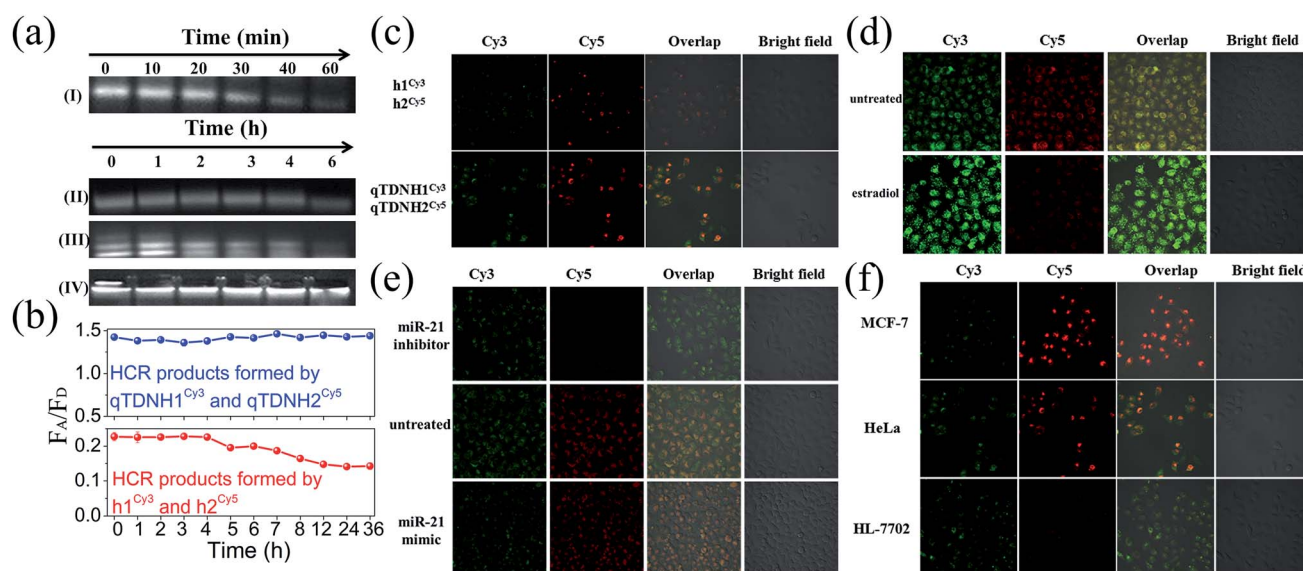 (a)
Time (min)
0 10 20 30 40 60
(I)
Time (h)
0 1 2 3 4 6
(II)
(III)
(IV)
(b)
1.5
1.0
0.5
HCR products formed by
qTDNH1Cy3 and qTDNH2Cy5
FA/FD
0.2
0.1
0.0
HCR products formed by
h1Cy3 and h2Cy5
0 1 2 3 4 5 6 7 8 12 24 36
Time (h)
(c)
Cy3 Cy5 Overlap Bright field
h1Cy3
h2Cy5
qTDNH1Cy3
qTDNH2Cy5
(d)
Cy3 Cy5 Overlap Bright field
untreated
estradiol
(e)
Cy3 Cy5 Overlap Bright field
miR-21
inhibitor
untreated
miR-21
mimic
(f)
Cy3 Cy5 Overlap Bright field
MCF-7
HeLa
HL-7702